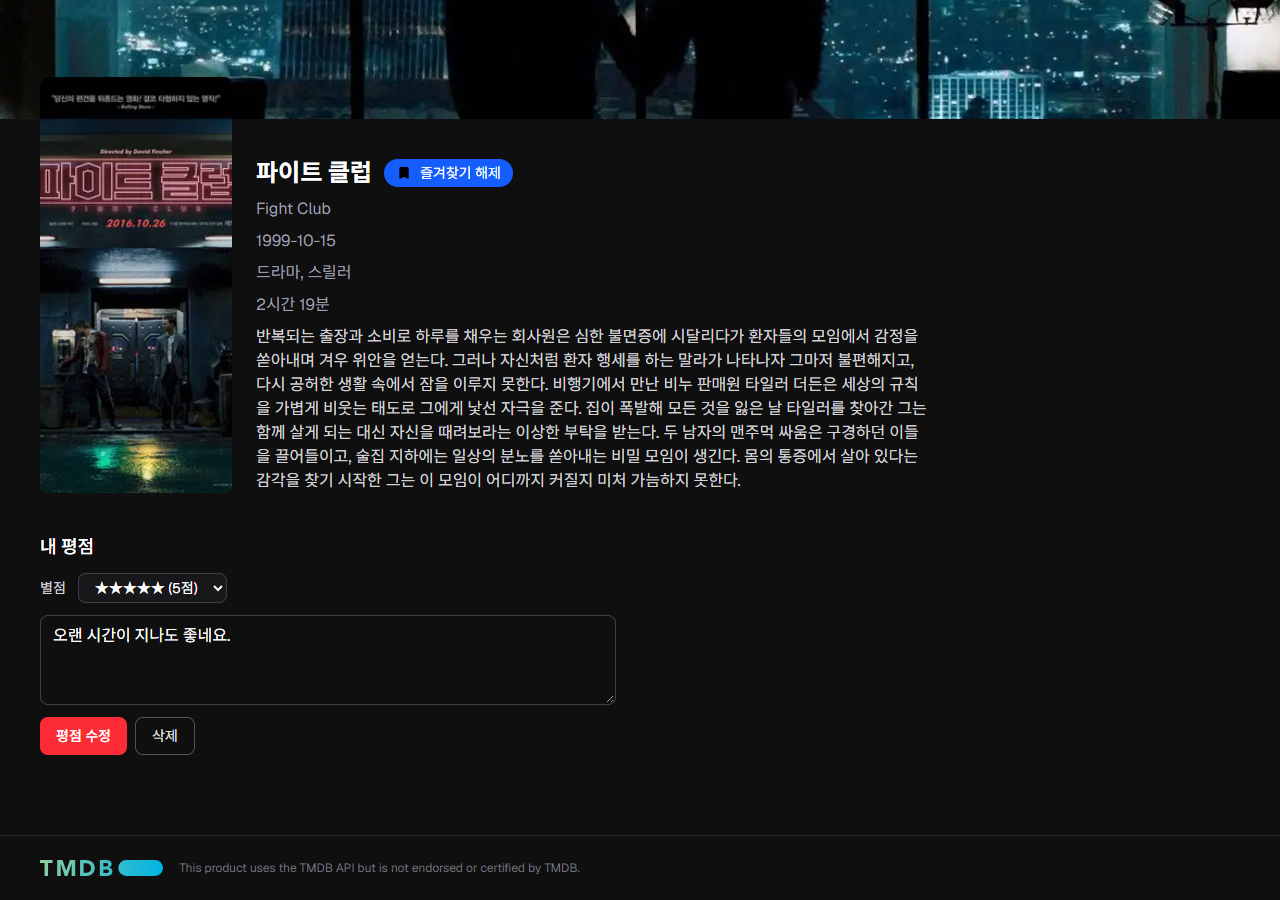 "당신의 편견을 뒤흔드는 영화! 결코 타협하지 않는 명작!"
- Rolling Stone -
Directed by David Fincher
파이트 클럽
FIGHT CLUB
2016.10.26
파이트 클럽
즐겨찾기 해제
Fight Club
1999-10-15
드라마, 스릴러
2시간 19분
반복되는 출장과 소비로 하루를 채우는 회사원은 심한 불면증에 시달리다가 환자들의 모임에서 감정을
쏟아내며 겨우 위안을 얻는다. 그러나 자신처럼 환자 행세를 하는 말라가 나타나자 그마저 불편해지고,
다시 공허한 생활 속에서 잠을 이루지 못한다. 비행기에서 만난 비누 판매원 타일러 더든은 세상의 규칙
을 가볍게 비웃는 태도로 그에게 낯선 자극을 준다. 집이 폭발해 모든 것을 잃은 날 타일러를 찾아간 그는
함께 살게 되는 대신 자신을 때려보라는 이상한 부탁을 받는다. 두 남자의 맨주먹 싸움은 구경하던 이들
을 끌어들이고, 술집 지하에는 일상의 분노를 쏟아내는 비밀 모임이 생긴다. 몸의 통증에서 살아 있다는
감각을 찾기 시작한 그는 이 모임이 어디까지 커질지 미처 가늠하지 못한다.
내 평점
별점
★★★★★ (5점)
오랜 시간이 지나도 좋네요.
평점 수정
삭제
TMDB
This product uses the TMDB API but is not endorsed or certified by TMDB.